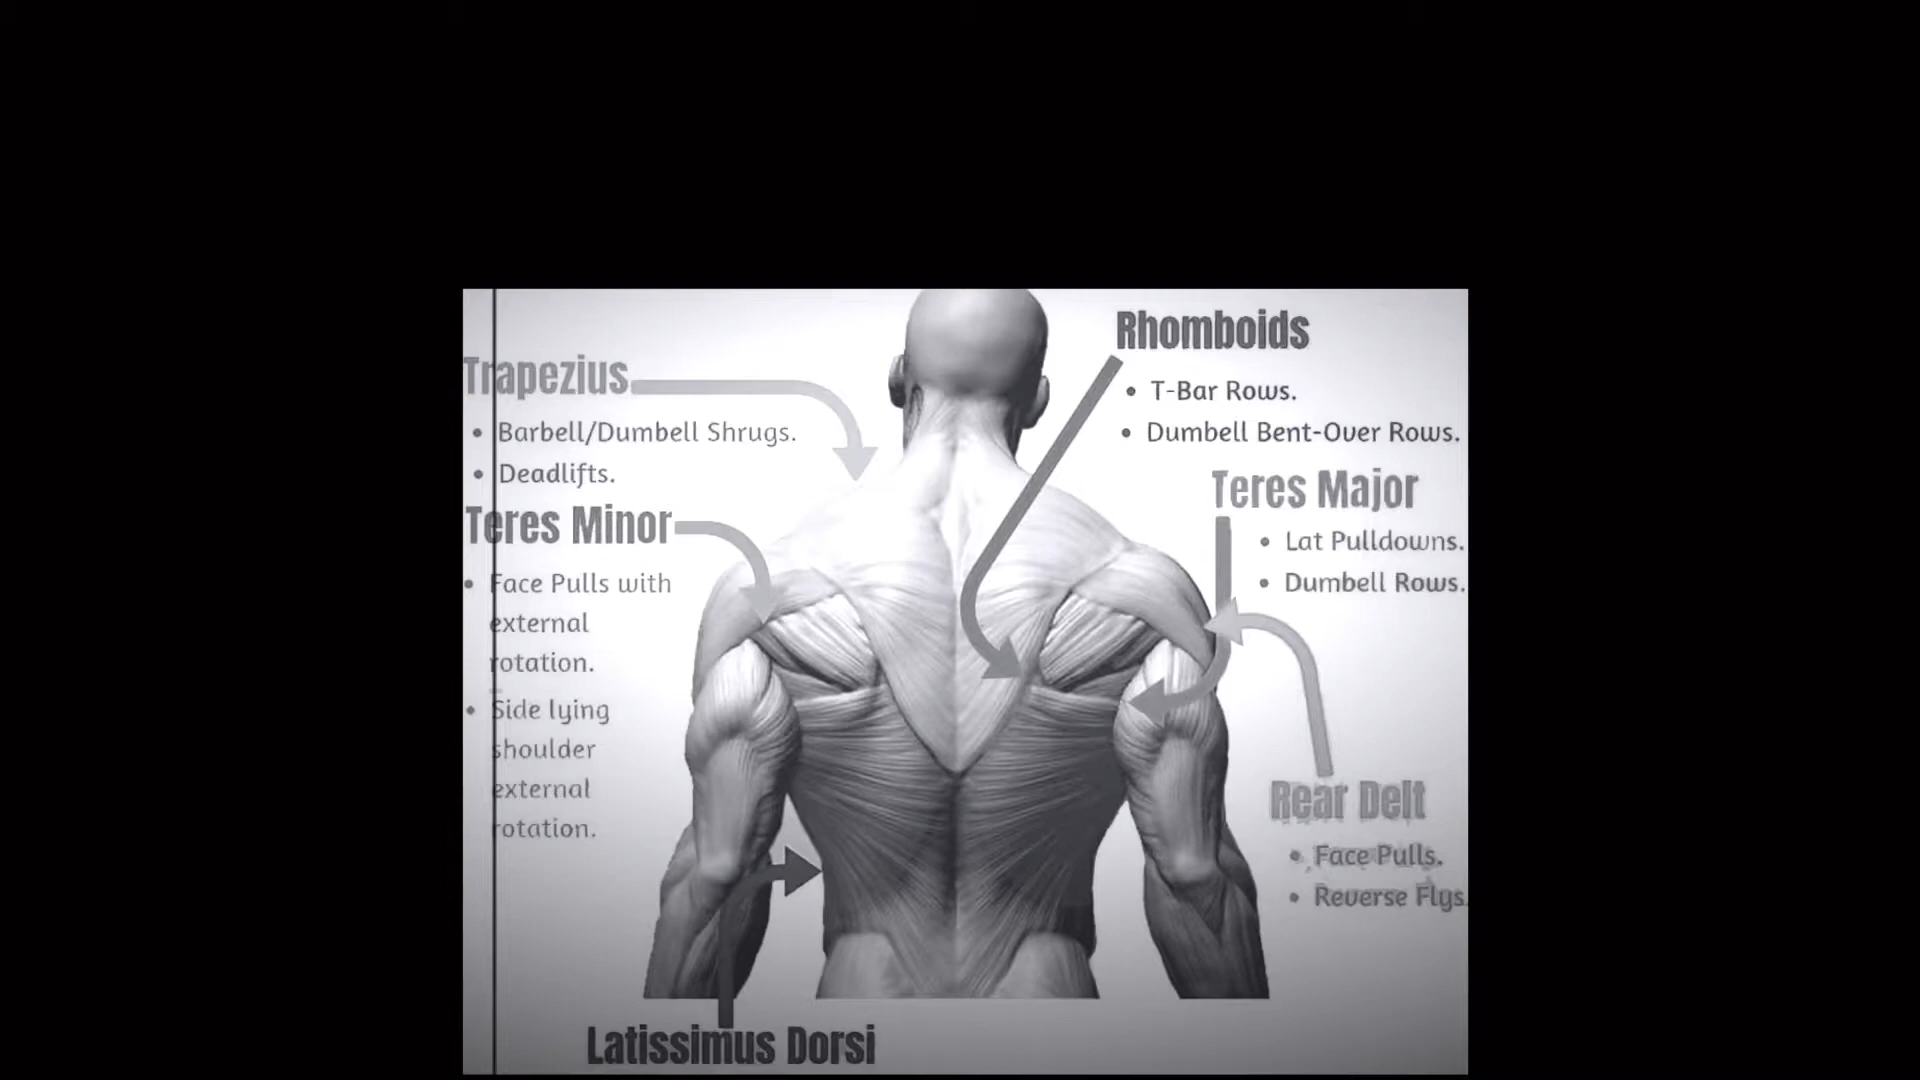 Trapezius
• Barbell/Dumbell Shrugs.
• Deadlifts.
Teres Minor
• Face Pulls with
external
rotation.
• Side lying
shoulder
external
rotation.
Rhomboids
• T-Bar Rows.
• Dumbell Bent-Over Rows.
Teres Major
• Lat Pulldowns.
• Dumbell Rows.
Rear Delt
• Face Pulls.
• Reverse Flys.
Latissimus Dorsi